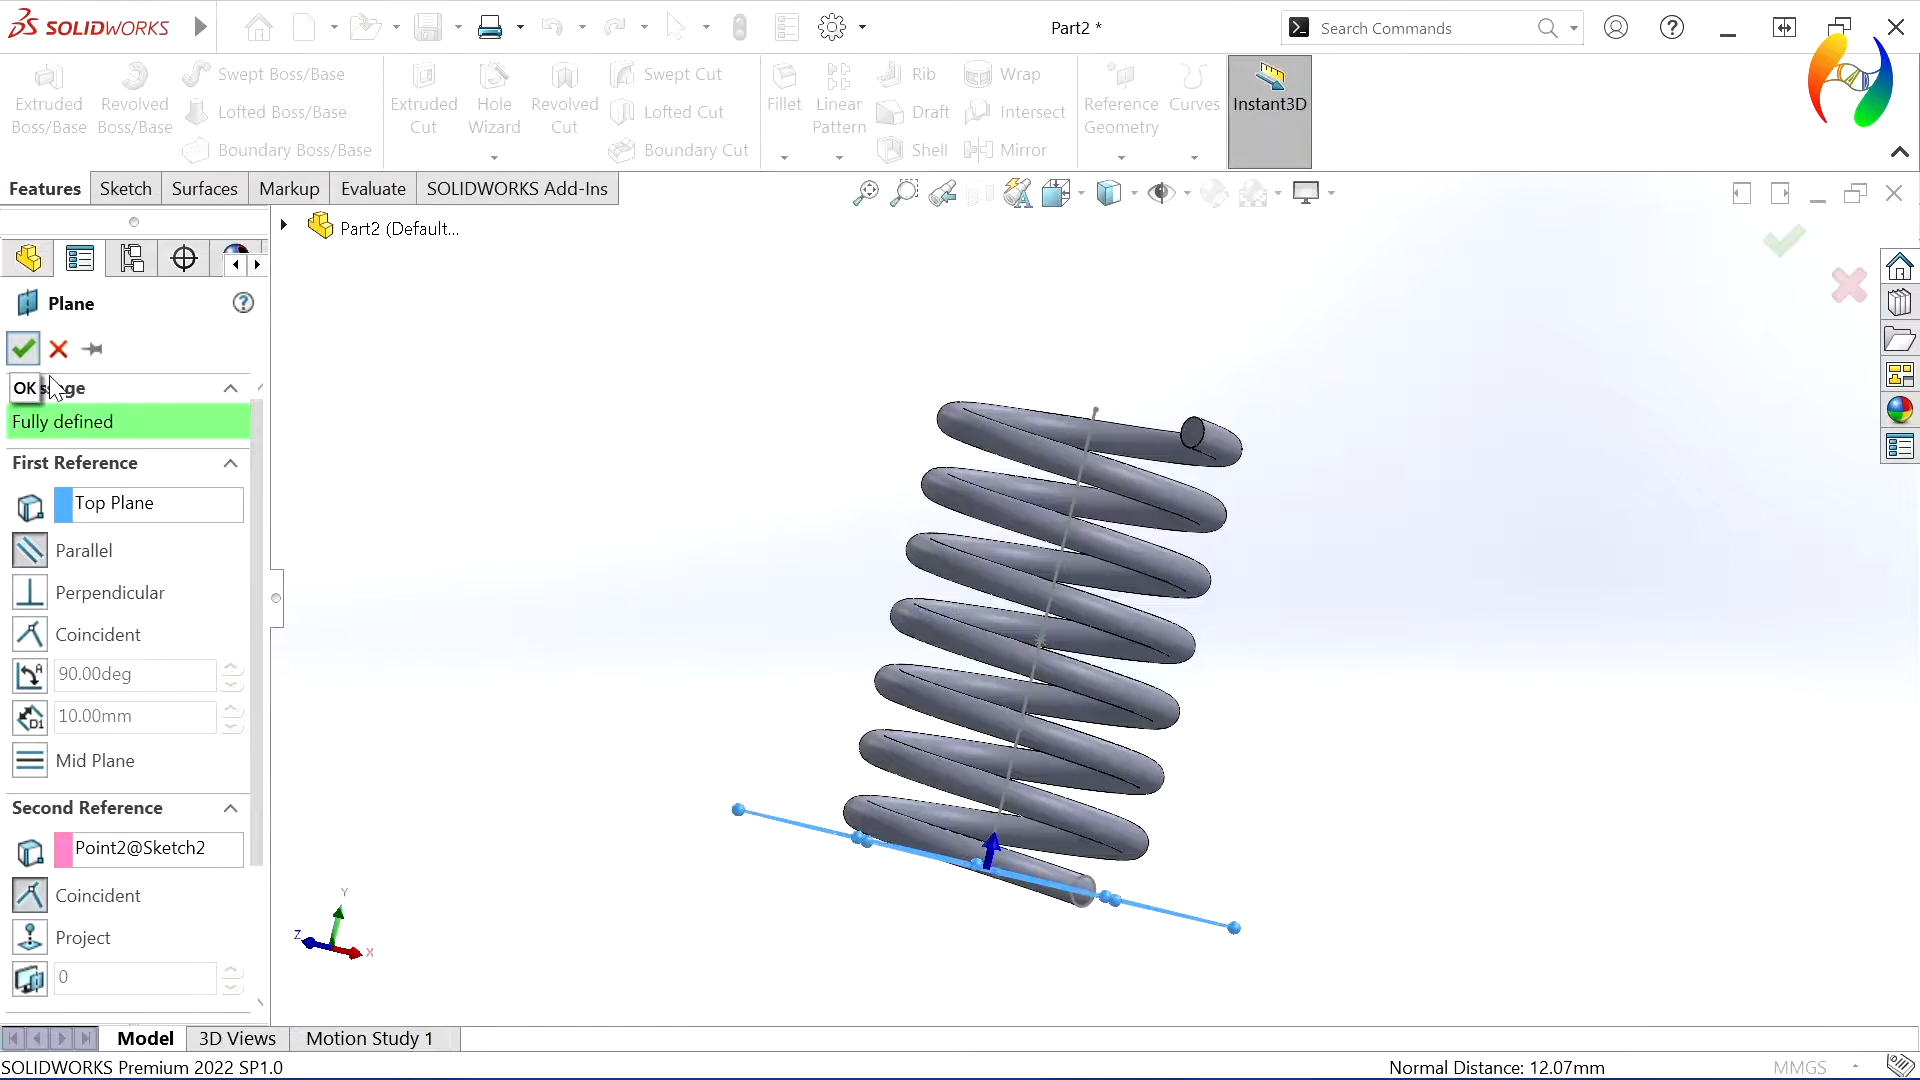 SOLIDWORKS
Part2 *
Search Commands
Extruded Boss/Base
Revolved Boss/Base
Swept Boss/Base
Lofted Boss/Base
Boundary Boss/Base
Extruded Cut
Hole Wizard
Revolved Cut
Swept Cut
Lofted Cut
Boundary Cut
Fillet
Linear Pattern
Rib
Draft
Shell
Wrap
Intersect
Mirror
Reference Geometry
Curves
Instant3D
Features
Sketch
Surfaces
Markup
Evaluate
SOLIDWORKS Add-Ins
Part2 (Default...
Plane
OK
Fully defined
First Reference
Top Plane
Parallel
Perpendicular
Coincident
90.00deg
10.00mm
Mid Plane
Second Reference
Point2@Sketch2
Coincident
Project
0
Y
Z
X
Model
3D Views
Motion Study 1
SOLIDWORKS Premium 2022 SP1.0
Normal Distance: 12.07mm
MMGS